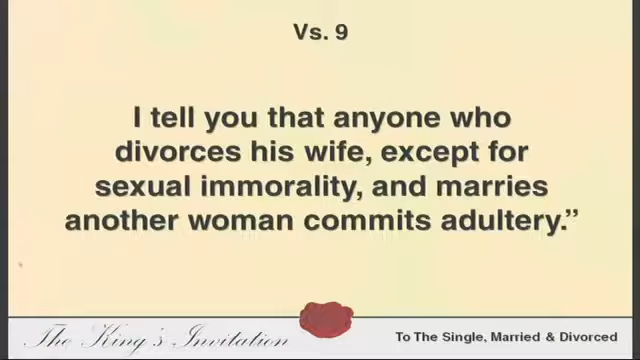 Vs. 9
I tell you that anyone who
divorces his wife, except for
sexual immorality, and marries
another woman commits adultery.”
The King's Invitation
To The Single, Married & Divorced